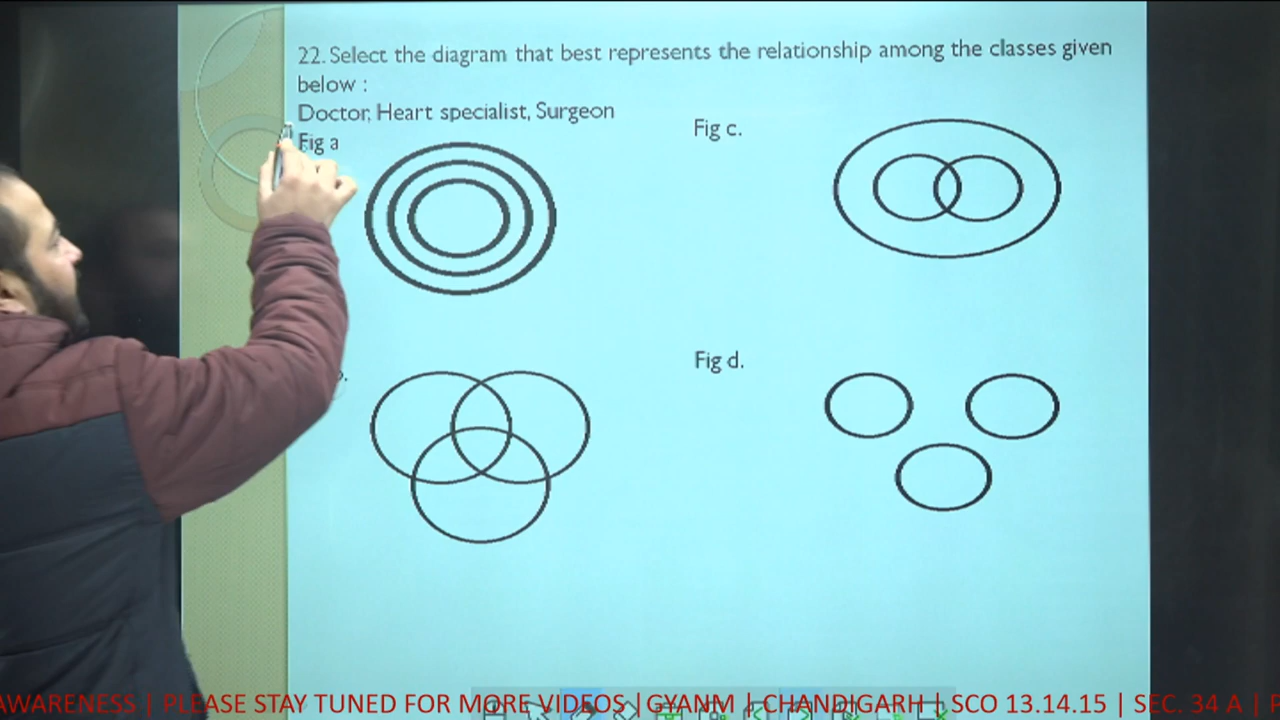 22. Select the diagram that best represents the relationship among the classes given
below :
Doctor, Heart specialist, Surgeon
Fig a
Fig c.
Fig d.
AWARENESS | PLEASE STAY TUNED FOR MORE VIDEOS | GYANM | CHANDIGARH | SCO 13.14.15 | SEC. 34 A |